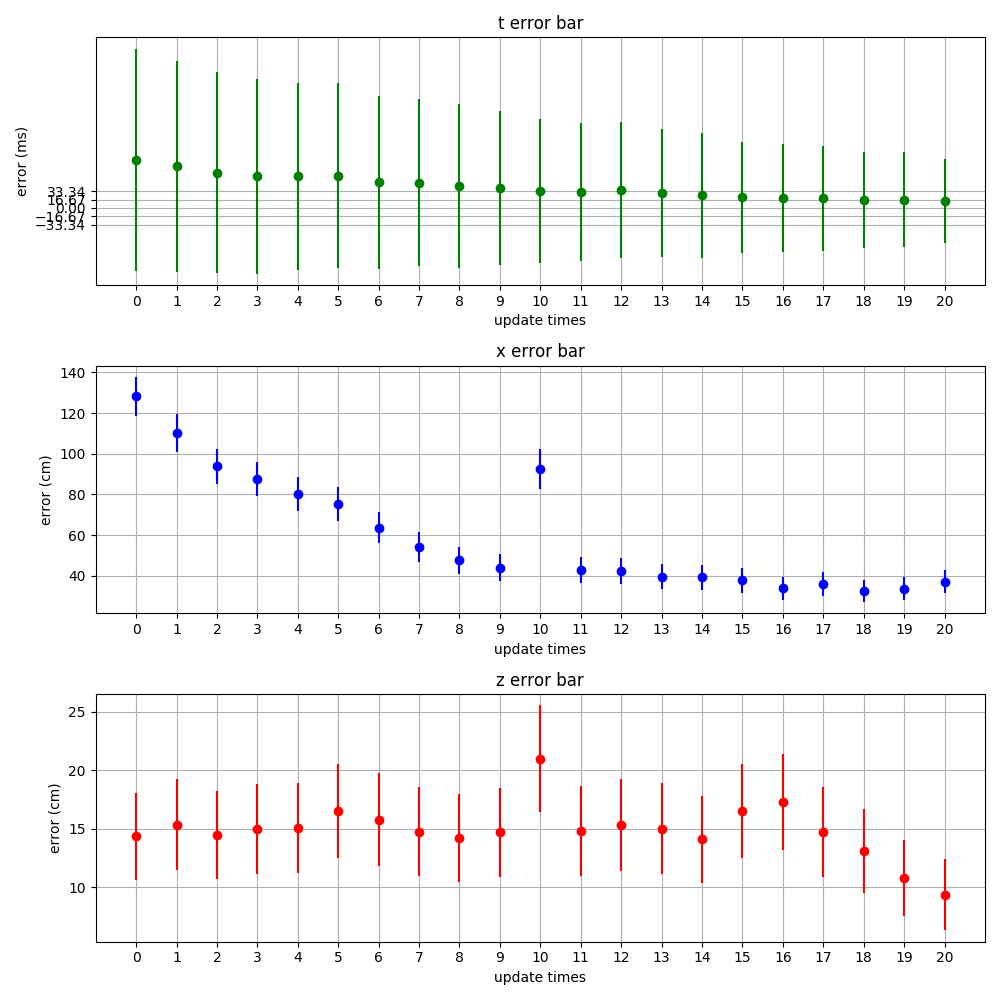 t error bar
error (ms)
33.34
16.67
0.00
−16.67
−33.34
0 1 2 3 4 5 6 7 8 9 10 11 12 13 14 15 16 17 18 19 20
update times
x error bar
error (cm)
140
120
100
80
60
40
0 1 2 3 4 5 6 7 8 9 10 11 12 13 14 15 16 17 18 19 20
update times
z error bar
error (cm)
25
20
15
10
0 1 2 3 4 5 6 7 8 9 10 11 12 13 14 15 16 17 18 19 20
update times